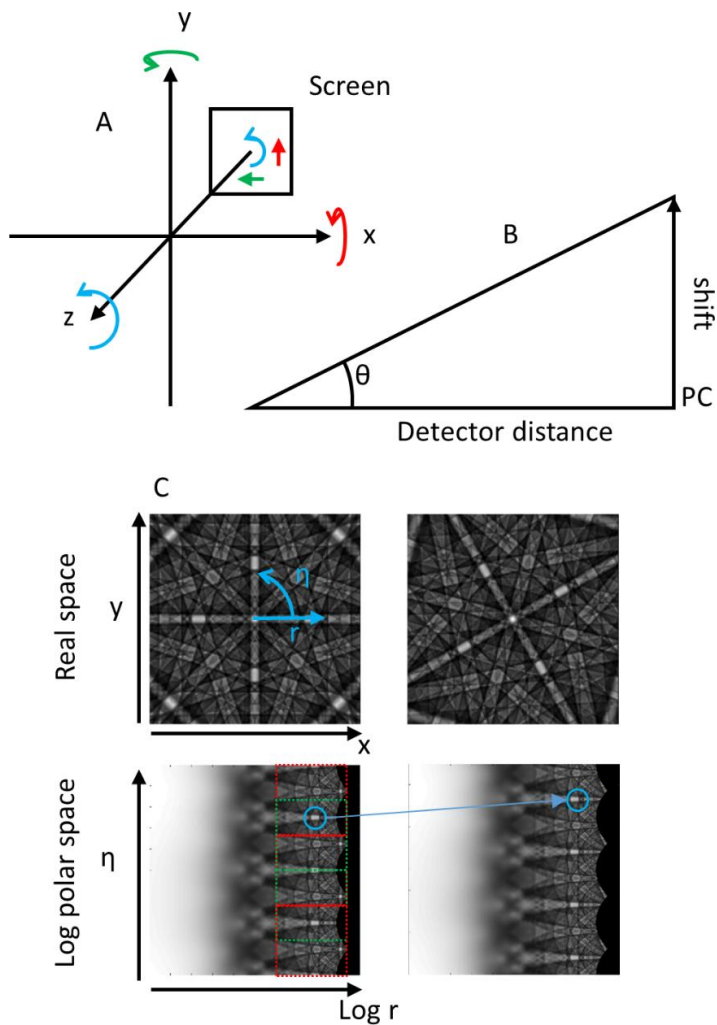 y
A
Screen
x
z
B
θ
shift
PC
Detector distance
C
Real space
y
η
r
x
Log polar space
η
Log r